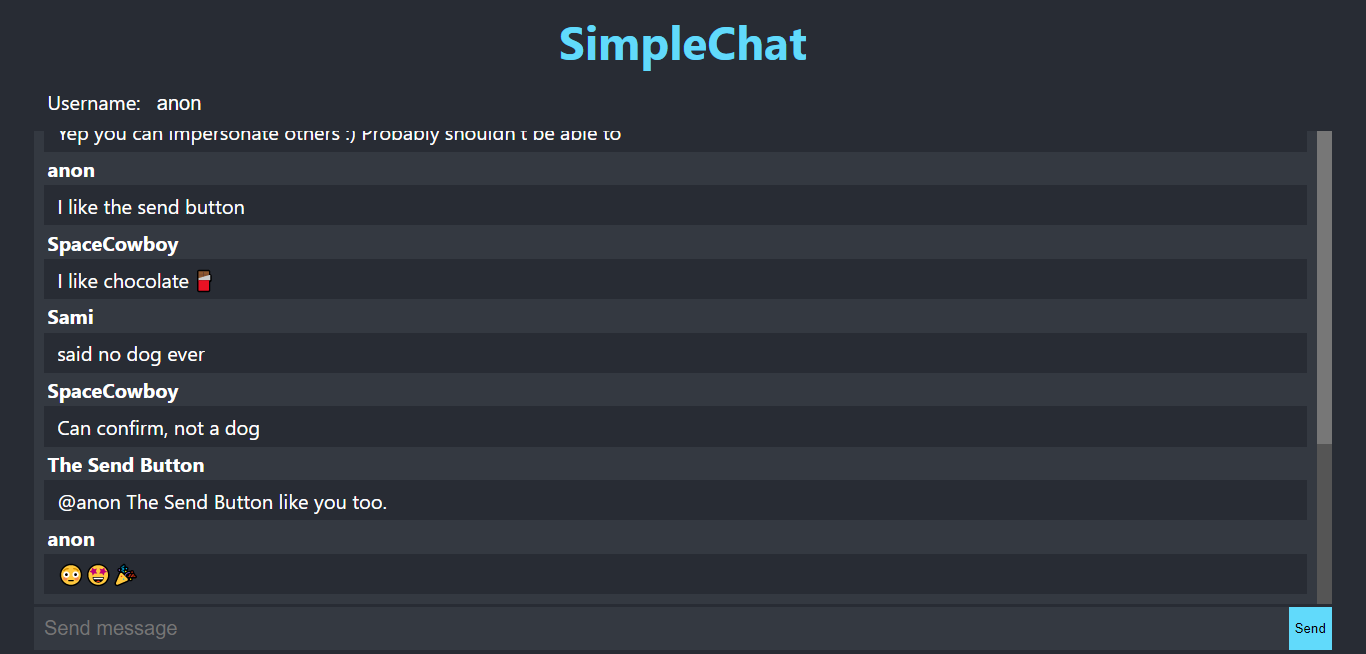 SimpleChat
Username: anon
Yep you can impersonate others :) Probably shouldn't be able to
anon
I like the send button
SpaceCowboy
I like chocolate 🍫
Sami
said no dog ever
SpaceCowboy
Can confirm, not a dog
The Send Button
@anon The Send Button like you too.
anon
😳🤩🎉
Send message
Send